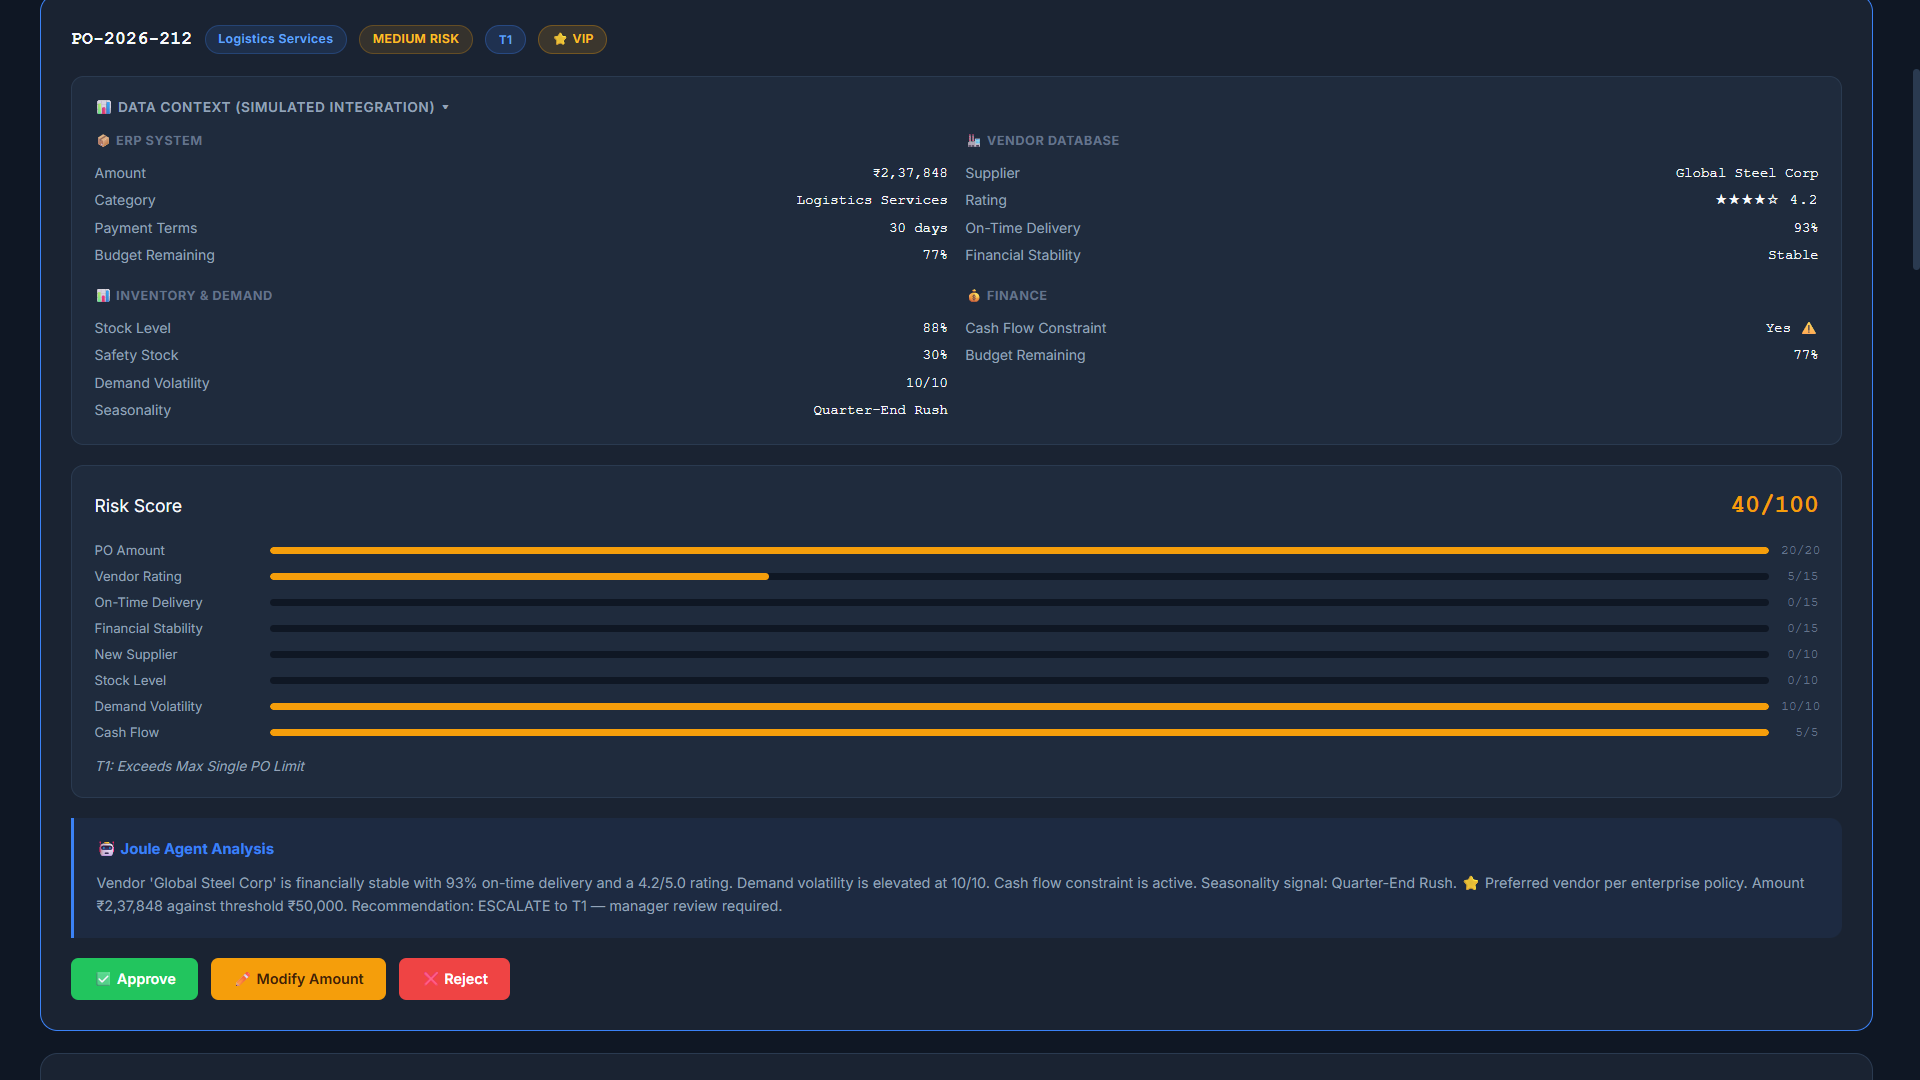 PO-2026-212 Logistics Services MEDIUM RISK T1 ⭐ VIP
📊 DATA CONTEXT (SIMULATED INTEGRATION) ▾
📦 ERP SYSTEM
Amount ₹2,37,848
Category Logistics Services
Payment Terms 30 days
Budget Remaining 77%
🏭 VENDOR DATABASE
Supplier Global Steel Corp
Rating ★★★★☆ 4.2
On-Time Delivery 93%
Financial Stability Stable
📊 INVENTORY & DEMAND
Stock Level 88%
Safety Stock 30%
Demand Volatility 10/10
Seasonality Quarter-End Rush
💰 FINANCE
Cash Flow Constraint Yes ⚠️
Budget Remaining 77%
Risk Score 40/100
PO Amount 20/20
Vendor Rating 5/15
On-Time Delivery 0/15
Financial Stability 0/15
New Supplier 0/10
Stock Level 0/10
Demand Volatility 10/10
Cash Flow 5/5
T1: Exceeds Max Single PO Limit
🤖 Joule Agent Analysis
Vendor 'Global Steel Corp' is financially stable with 93% on-time delivery and a 4.2/5.0 rating. Demand volatility is elevated at 10/10. Cash flow constraint is active. Seasonality signal: Quarter-End Rush. ⭐ Preferred vendor per enterprise policy. Amount
₹2,37,848 against threshold ₹50,000. Recommendation: ESCALATE to T1 — manager review required.
✅ Approve ✏️ Modify Amount ❌ Reject